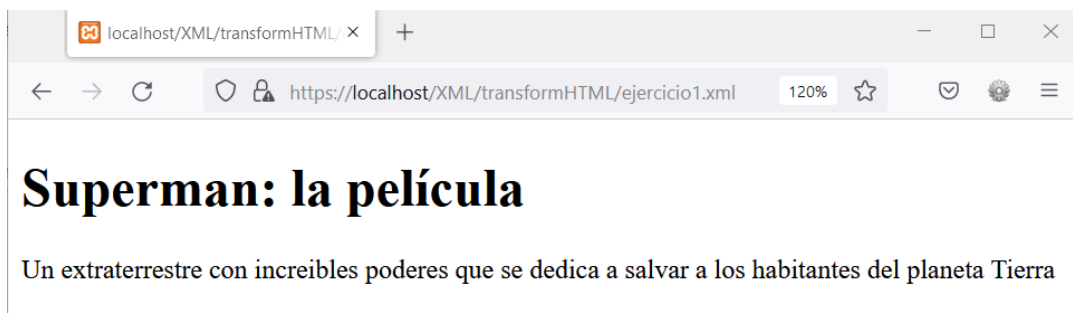 localhost/XML/transformHTML/
https://localhost/XML/transformHTML/ejercicio1.xml 120%
Superman: la película
Un extraterrestre con increibles poderes que se dedica a salvar a los habitantes del planeta Tierra